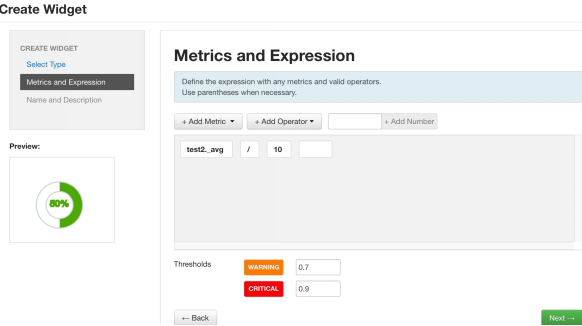 Create Widget
CREATE WIDGET
Select Type
Metrics and Expression
Name and Description
Preview:
80%
Metrics and Expression
Define the expression with any metrics and valid operators.
Use parentheses when necessary.
+ Add Metric
+ Add Operator
+ Add Number
test2._avg / 10
Thresholds
WARNING 0.7
CRITICAL 0.9
← Back
Next →